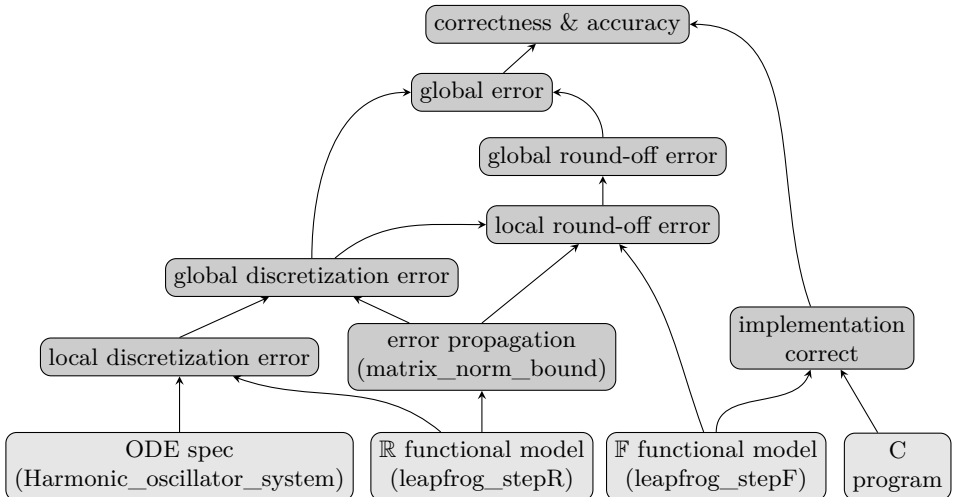 correctness & accuracy
global error
global round-off error
local round-off error
global discretization error
local discretization error
error propagation
(matrix_norm_bound)
implementation
correct
ODE spec
(Harmonic_oscillator_system)
ℝ functional model
(leapfrog_stepR)
𝔽 functional model
(leapfrog_stepF)
C
program